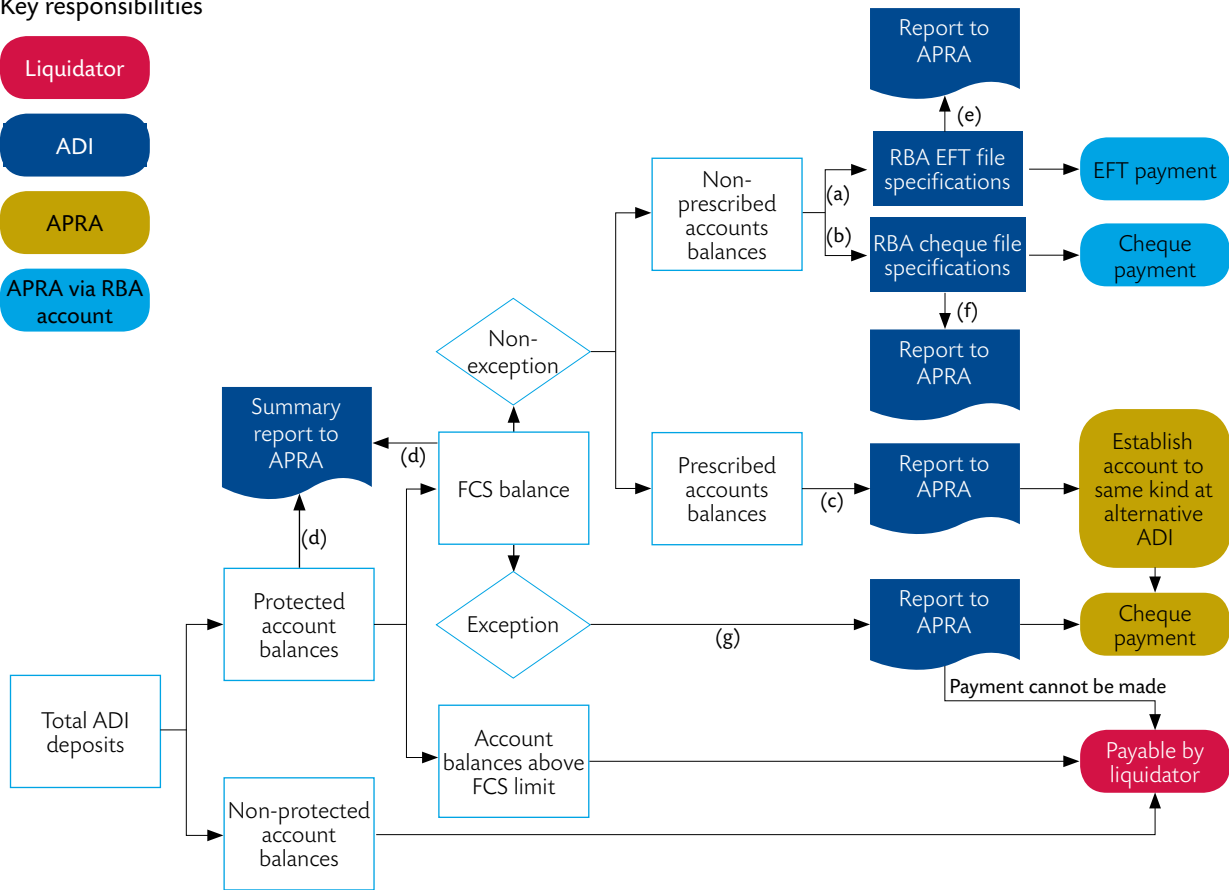 Key responsibilities
Liquidator
ADI
APRA
APRA via RBA
account
Report to
APRA
(e)
RBA EFT file
specifications
EFT payment
Non-
prescribed
accounts
balances
(a)
(b)
RBA cheque file
specifications
Cheque
payment
(f)
Report to
APRA
Non-
exception
Summary
report to
APRA
(d)
(d)
FCS balance
Prescribed
accounts
balances
(c)
Report to
APRA
Establish
account to
same kind at
alternative
ADI
Protected
account
balances
Exception
(g)
Report to
APRA
Cheque
payment
Payment cannot be made
Total ADI
deposits
Account
balances above
FCS limit
Payable by
liquidator
Non-protected
account
balances